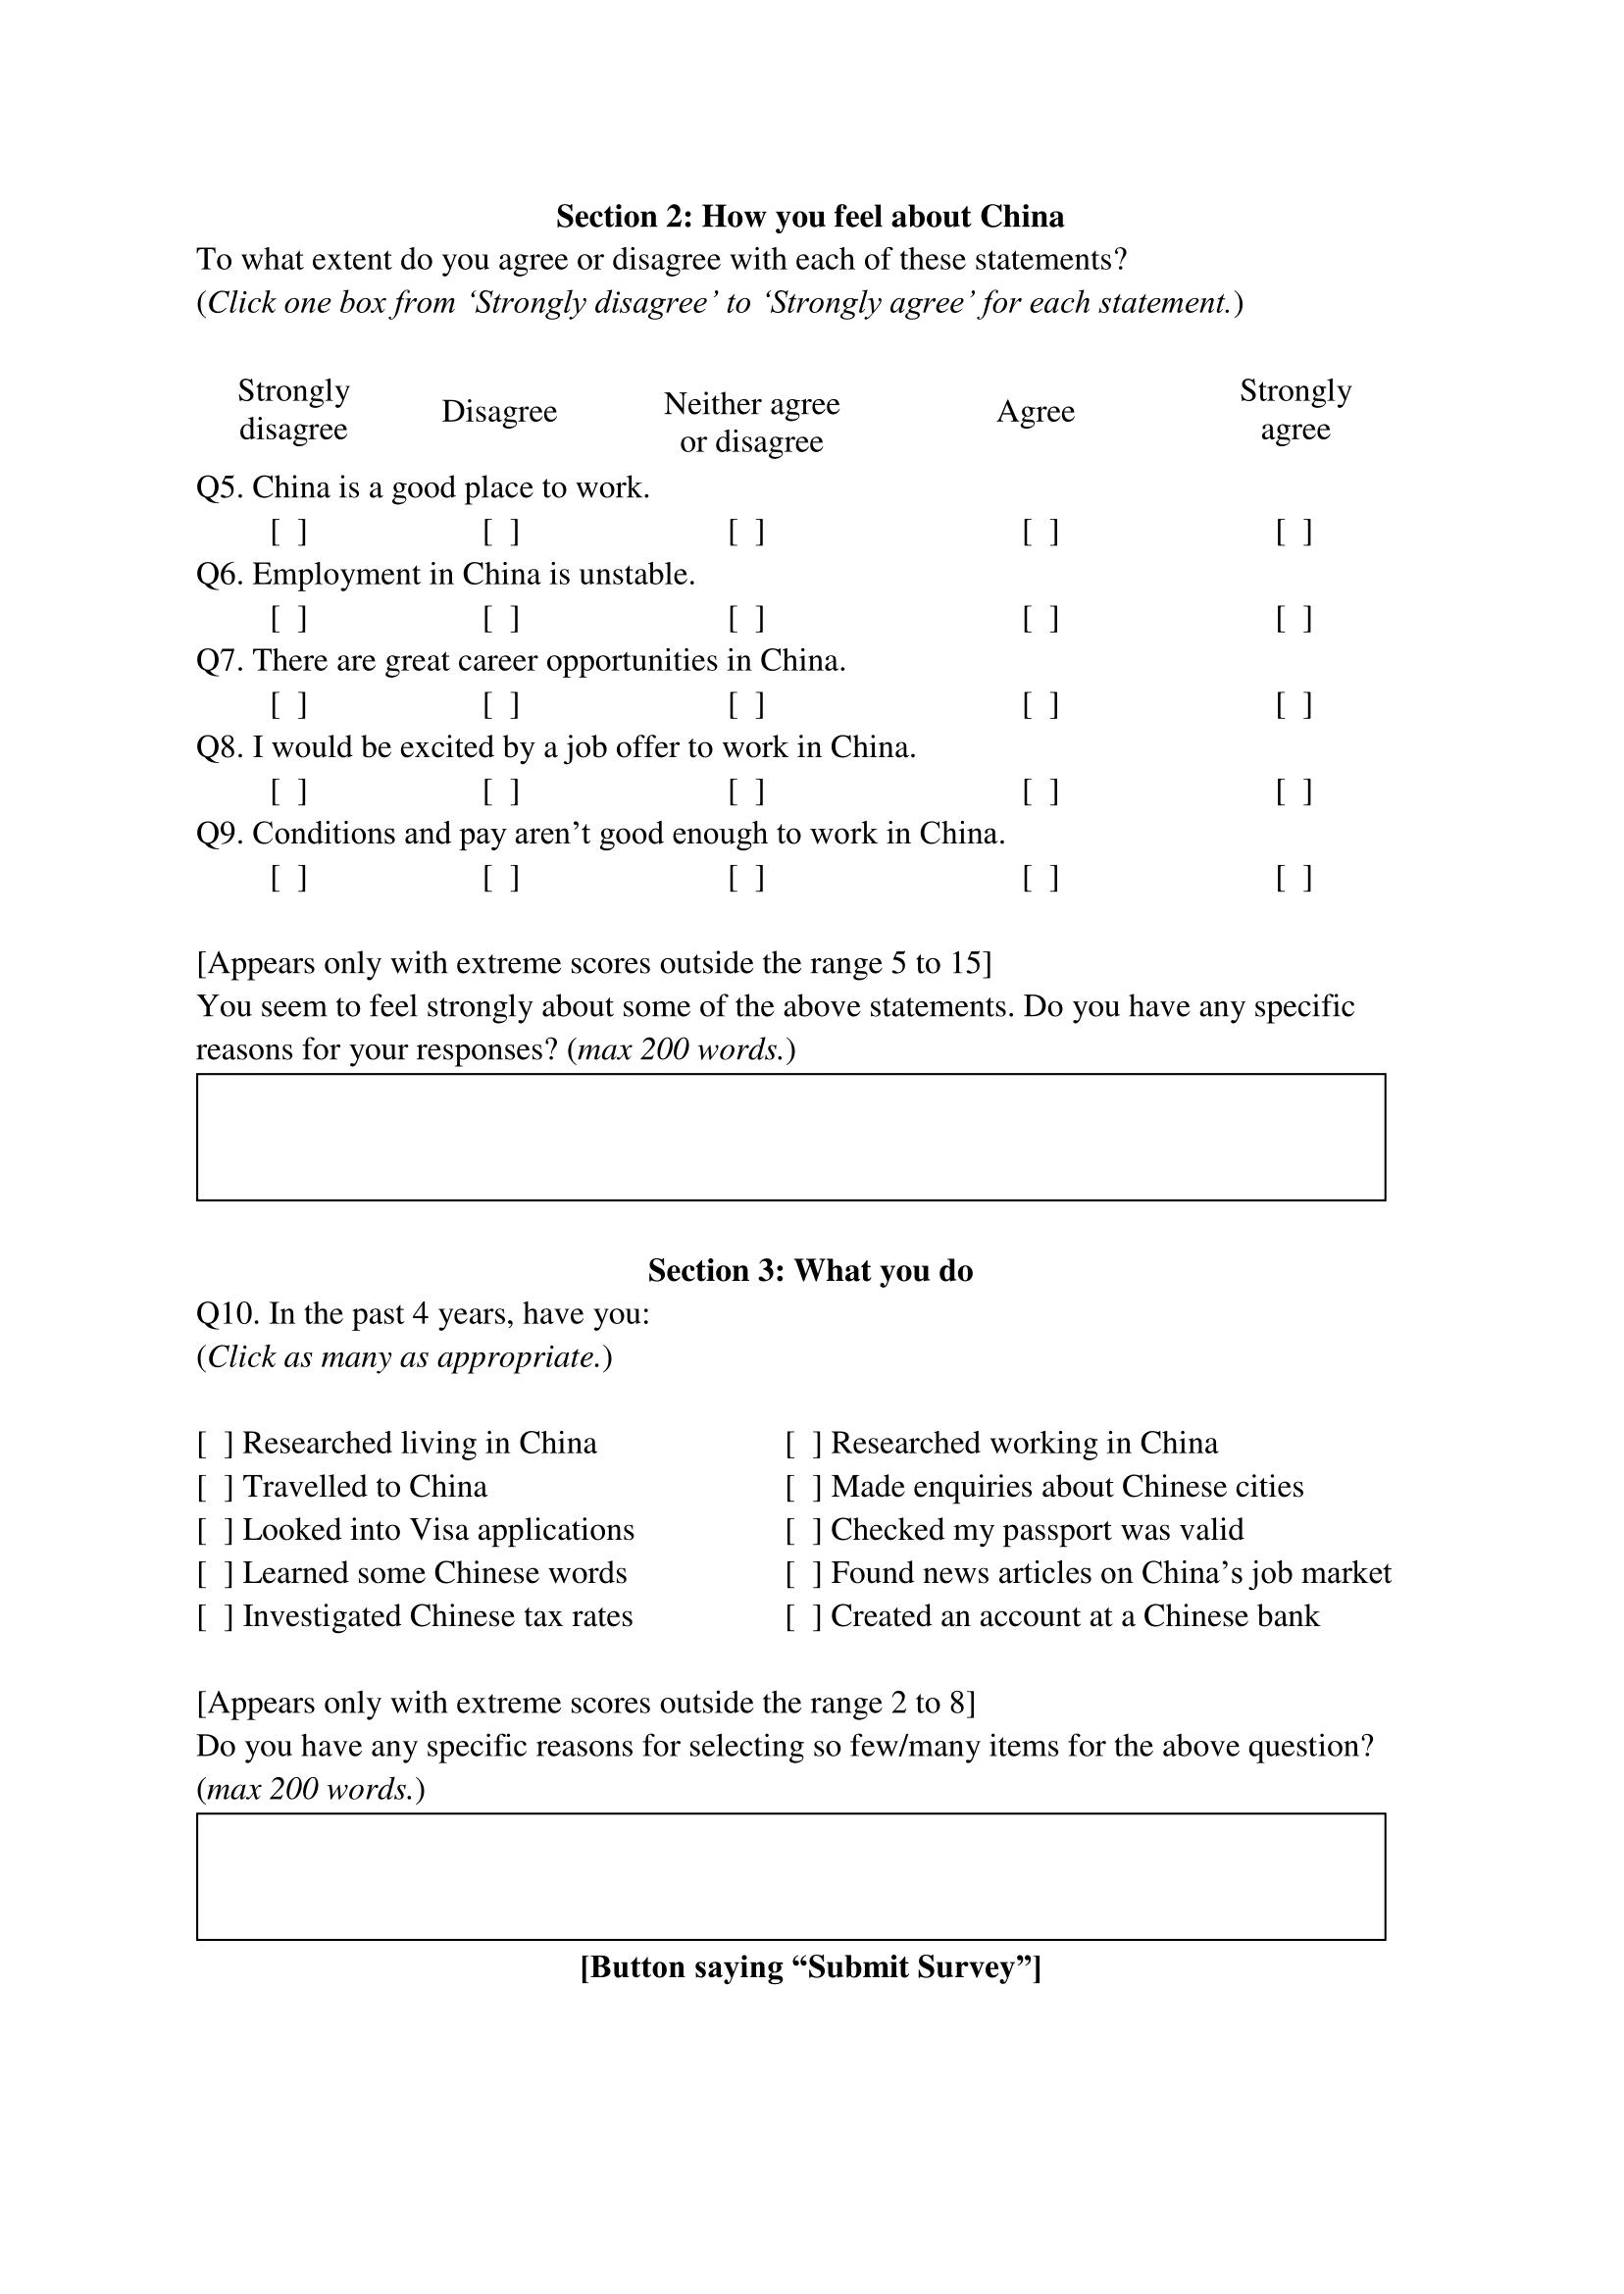 Section 2: How you feel about China
To what extent do you agree or disagree with each of these statements?
(Click one box from ‘Strongly disagree’ to ‘Strongly agree’ for each statement.)
Strongly disagree Disagree Neither agree or disagree Agree Strongly agree
Q5. China is a good place to work.
[ ] [ ] [ ] [ ] [ ]
Q6. Employment in China is unstable.
[ ] [ ] [ ] [ ] [ ]
Q7. There are great career opportunities in China.
[ ] [ ] [ ] [ ] [ ]
Q8. I would be excited by a job offer to work in China.
[ ] [ ] [ ] [ ] [ ]
Q9. Conditions and pay aren’t good enough to work in China.
[ ] [ ] [ ] [ ] [ ]
[Appears only with extreme scores outside the range 5 to 15]
You seem to feel strongly about some of the above statements. Do you have any specific
reasons for your responses? (max 200 words.)
Section 3: What you do
Q10. In the past 4 years, have you:
(Click as many as appropriate.)
[ ] Researched living in China [ ] Researched working in China
[ ] Travelled to China [ ] Made enquiries about Chinese cities
[ ] Looked into Visa applications [ ] Checked my passport was valid
[ ] Learned some Chinese words [ ] Found news articles on China’s job market
[ ] Investigated Chinese tax rates [ ] Created an account at a Chinese bank
[Appears only with extreme scores outside the range 2 to 8]
Do you have any specific reasons for selecting so few/many items for the above question?
(max 200 words.)
[Button saying “Submit Survey”]